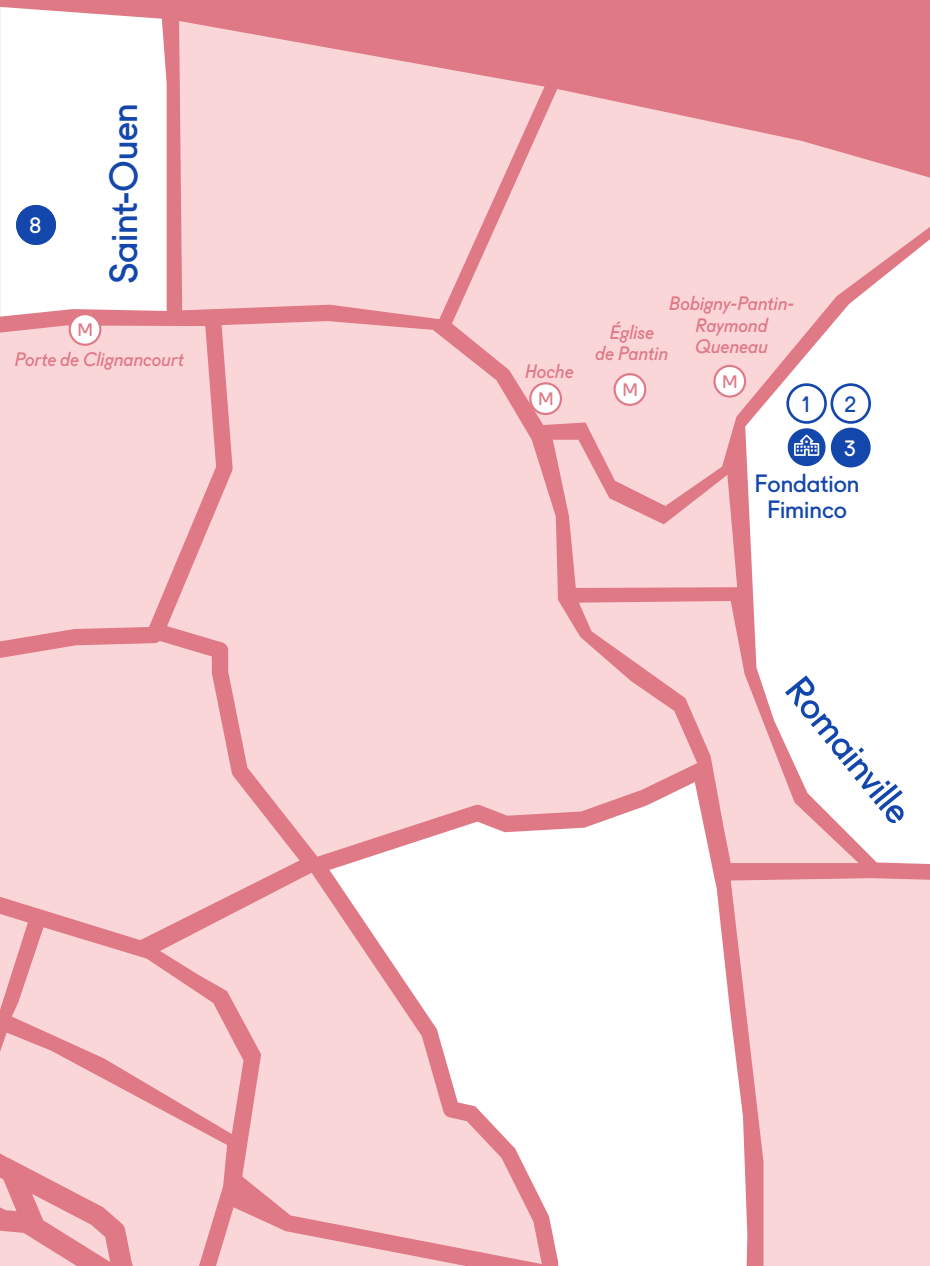 Saint-Ouen
8
M
Porte de Clignancourt
Bobigny-Pantin-
Raymond
Queneau
M
Église
de Pantin
M
Hoche
M
1 2
3
Fondation
Fiminco
Romainville